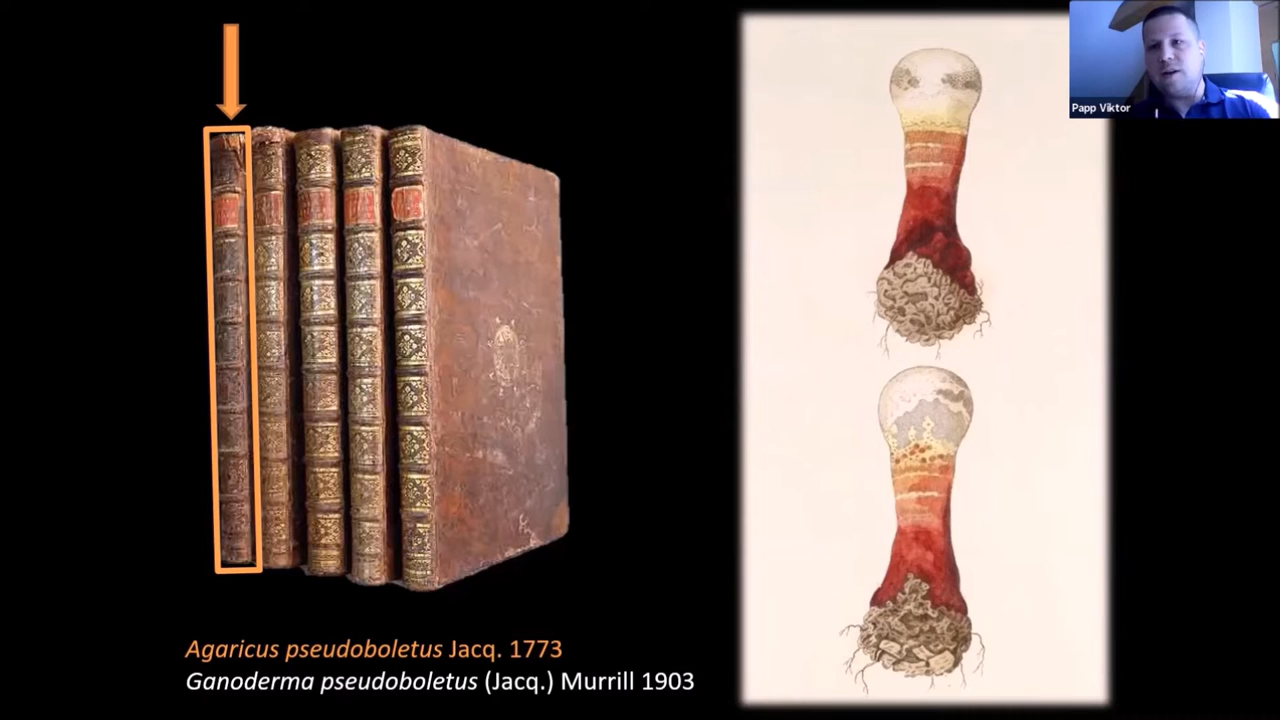 Papp Viktor
Agaricus pseudoboletus Jacq. 1773
Ganoderma pseudoboletus (Jacq.) Murrill 1903